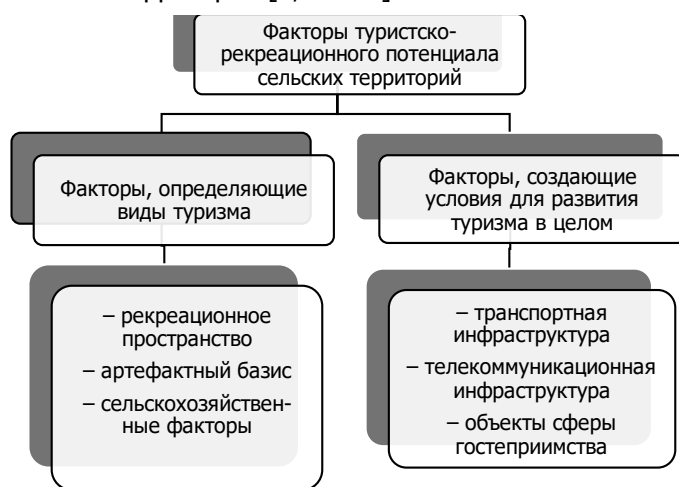 Факторы туристско-
рекреационного потенциала
сельских территорий
Факторы, определяющие
виды туризма
Факторы, создающие
условия для развития
туризма в целом
– рекреационное
пространство
– артефактный базис
– сельскохозяйствен-
ные факторы
– транспортная
инфраструктура
– телекоммуникационная
инфраструктура
– объекты сферы
гостеприимства